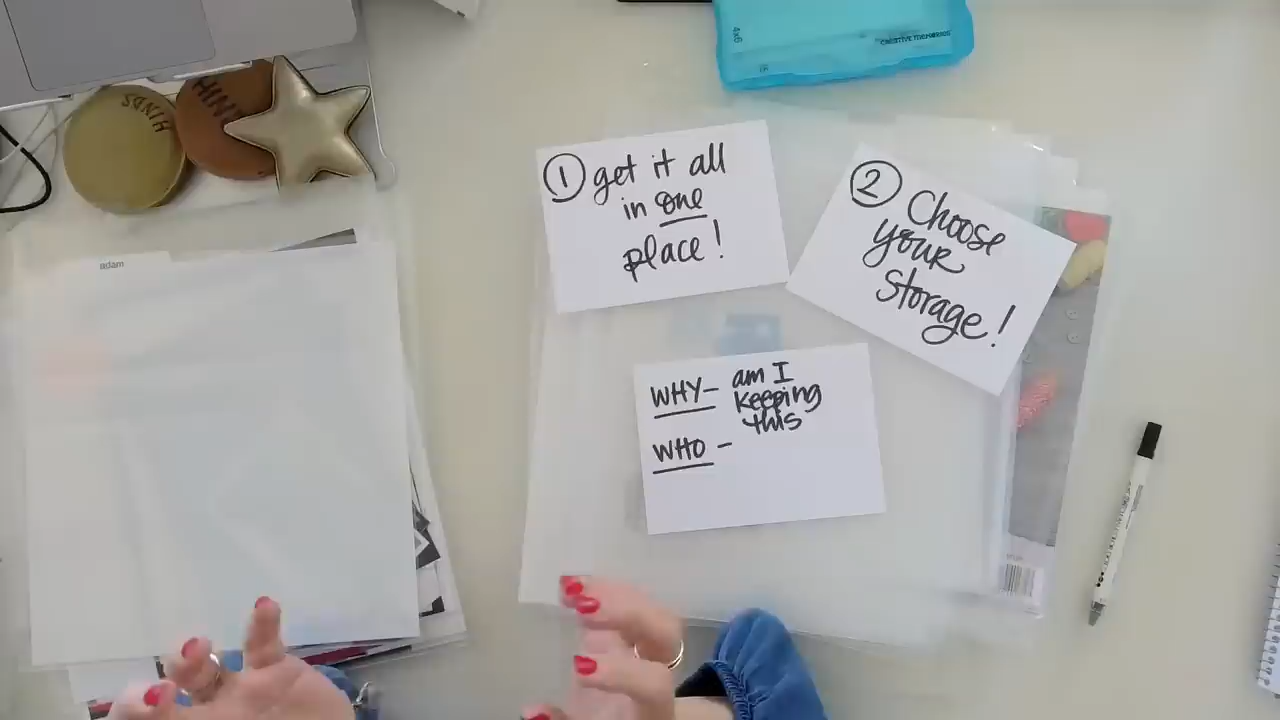 HINDS
HINDS
4x6
CREATIVE MEMORIES
adam
① get it all
in one
place!
② Choose
your
Storage!
WHY– am I
keeping
this
WHO –